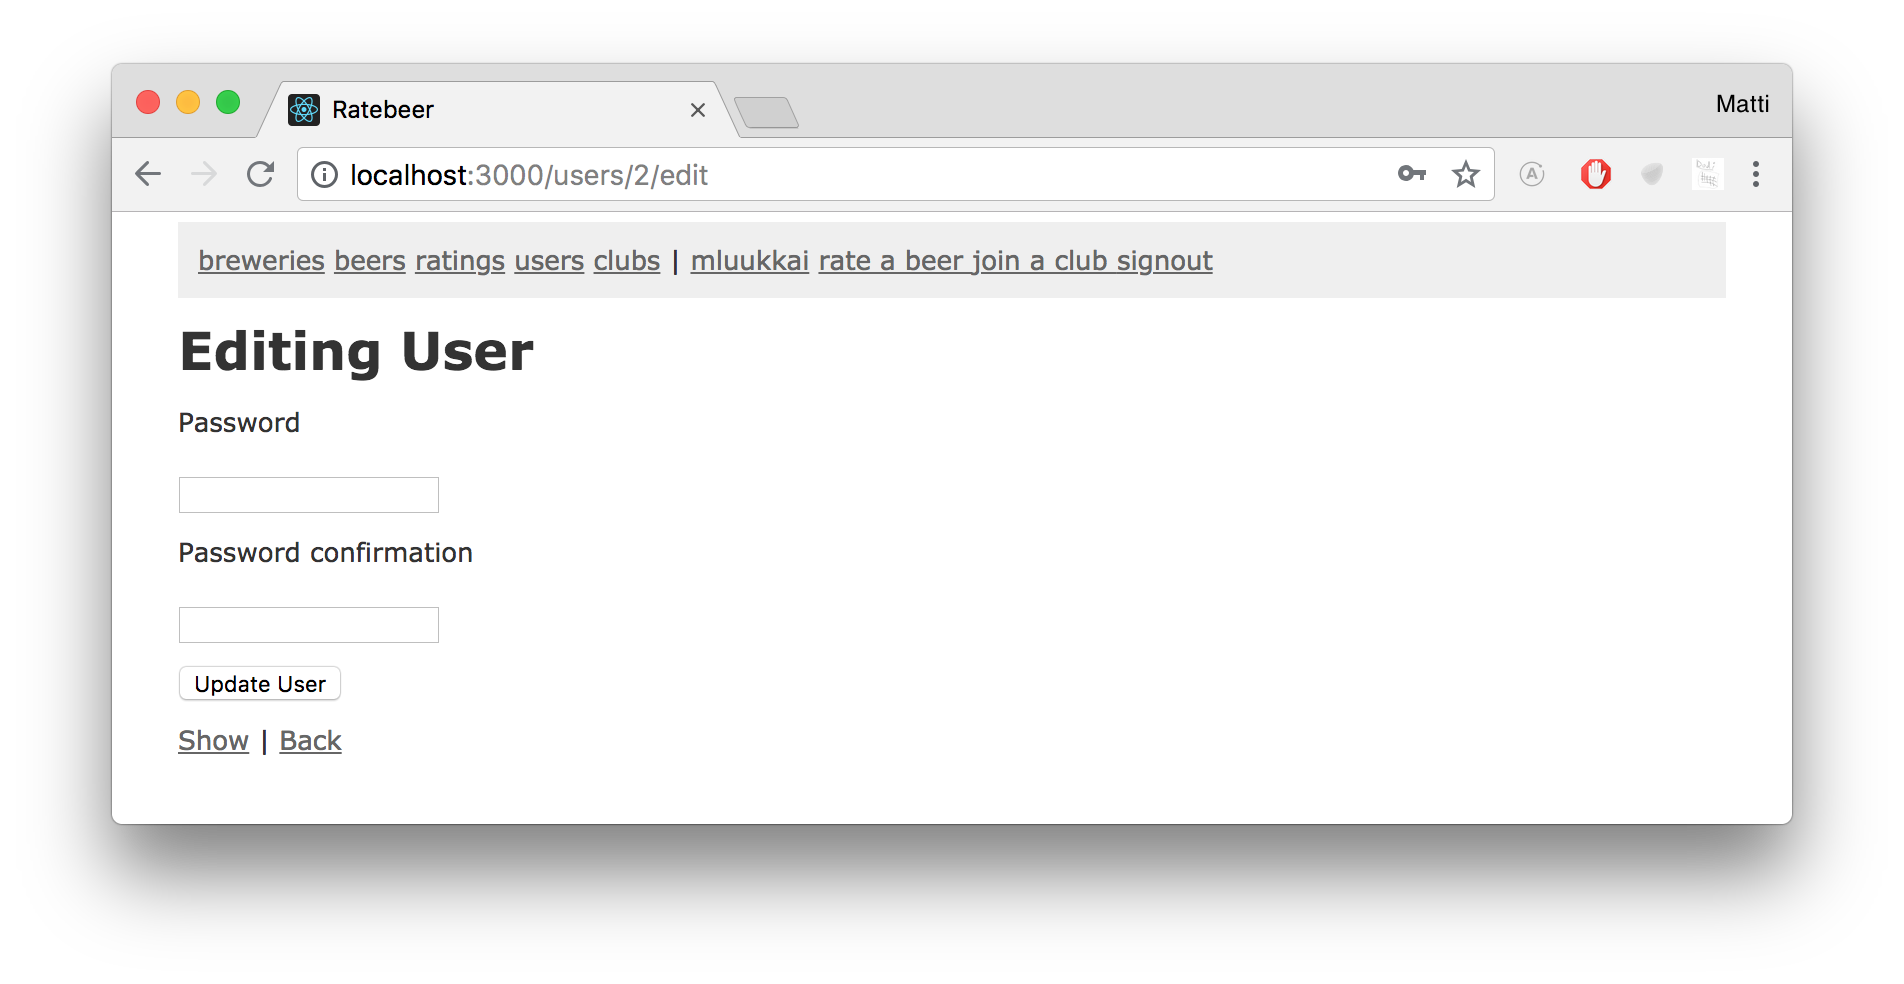 Ratebeer
Matti
localhost:3000/users/2/edit
breweries beers ratings users clubs | mluukkai rate a beer join a club signout
Editing User
Password
Password confirmation
Update User
Show | Back